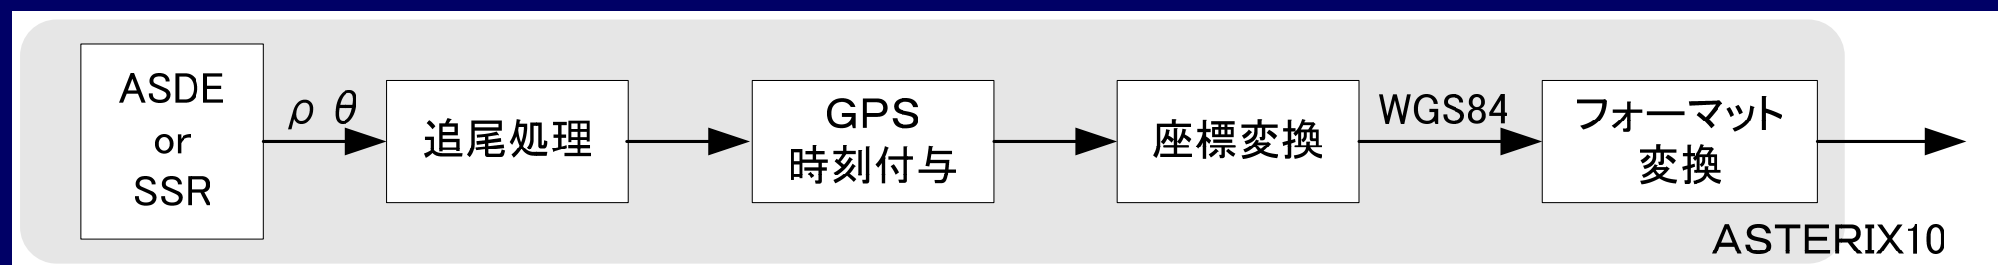 ASDE
or
SSR
ρ θ
追尾処理
GPS
時刻付与
座標変換
WGS84
フォーマット
変換
ASTERIX10